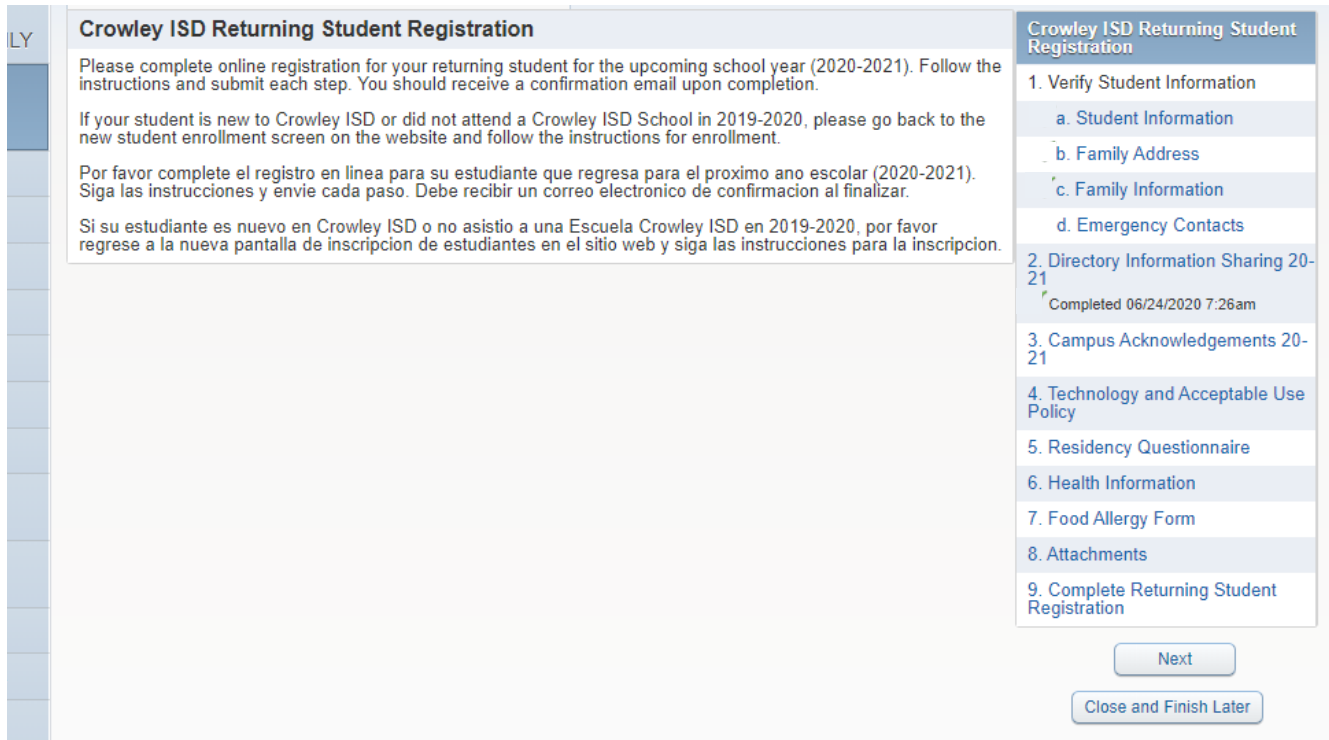 ILY
Crowley ISD Returning Student Registration
Please complete online registration for your returning student for the upcoming school year (2020-2021). Follow the
instructions and submit each step. You should receive a confirmation email upon completion.
If your student is new to Crowley ISD or did not attend a Crowley ISD School in 2019-2020, please go back to the
new student enrollment screen on the website and follow the instructions for enrollment.
Por favor complete el registro en linea para su estudiante que regresa para el proximo ano escolar (2020-2021).
Siga las instrucciones y envie cada paso. Debe recibir un correo electronico de confirmacion al finalizar.
Si su estudiante es nuevo en Crowley ISD o no asistio a una Escuela Crowley ISD en 2019-2020, por favor
regrese a la nueva pantalla de inscripcion de estudiantes en el sitio web y siga las instrucciones para la inscripcion.
Crowley ISD Returning Student
Registration
1. Verify Student Information
a. Student Information
b. Family Address
c. Family Information
d. Emergency Contacts
2. Directory Information Sharing 20-
21
Completed 06/24/2020 7:26am
3. Campus Acknowledgements 20-
21
4. Technology and Acceptable Use
Policy
5. Residency Questionnaire
6. Health Information
7. Food Allergy Form
8. Attachments
9. Complete Returning Student
Registration
Next
Close and Finish Later